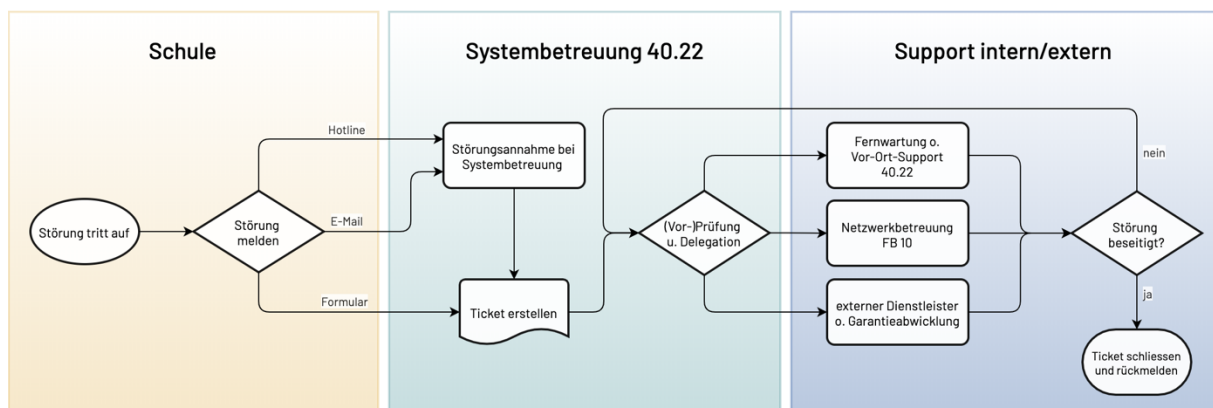 Schule
Systembetreuung 40.22
Support intern/extern
Störung tritt auf
Störung
melden
Hotline
E-Mail
Formular
Störungsannahme bei
Systembetreuung
Ticket erstellen
(Vor-)Prüfung
u. Delegation
Fernwartung o.
Vor-Ort-Support
40.22
Netzwerkbetreuung
FB 10
externer Dienstleister
o. Garantieabwicklung
Störung
beseitigt?
nein
ja
Ticket schliessen
und rückmelden